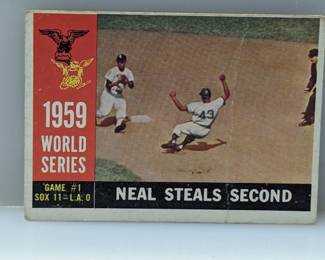 1959
WORLD
SERIES
GAME #1
SOX 11=L.A. 0
NEAL STEALS SECOND
43